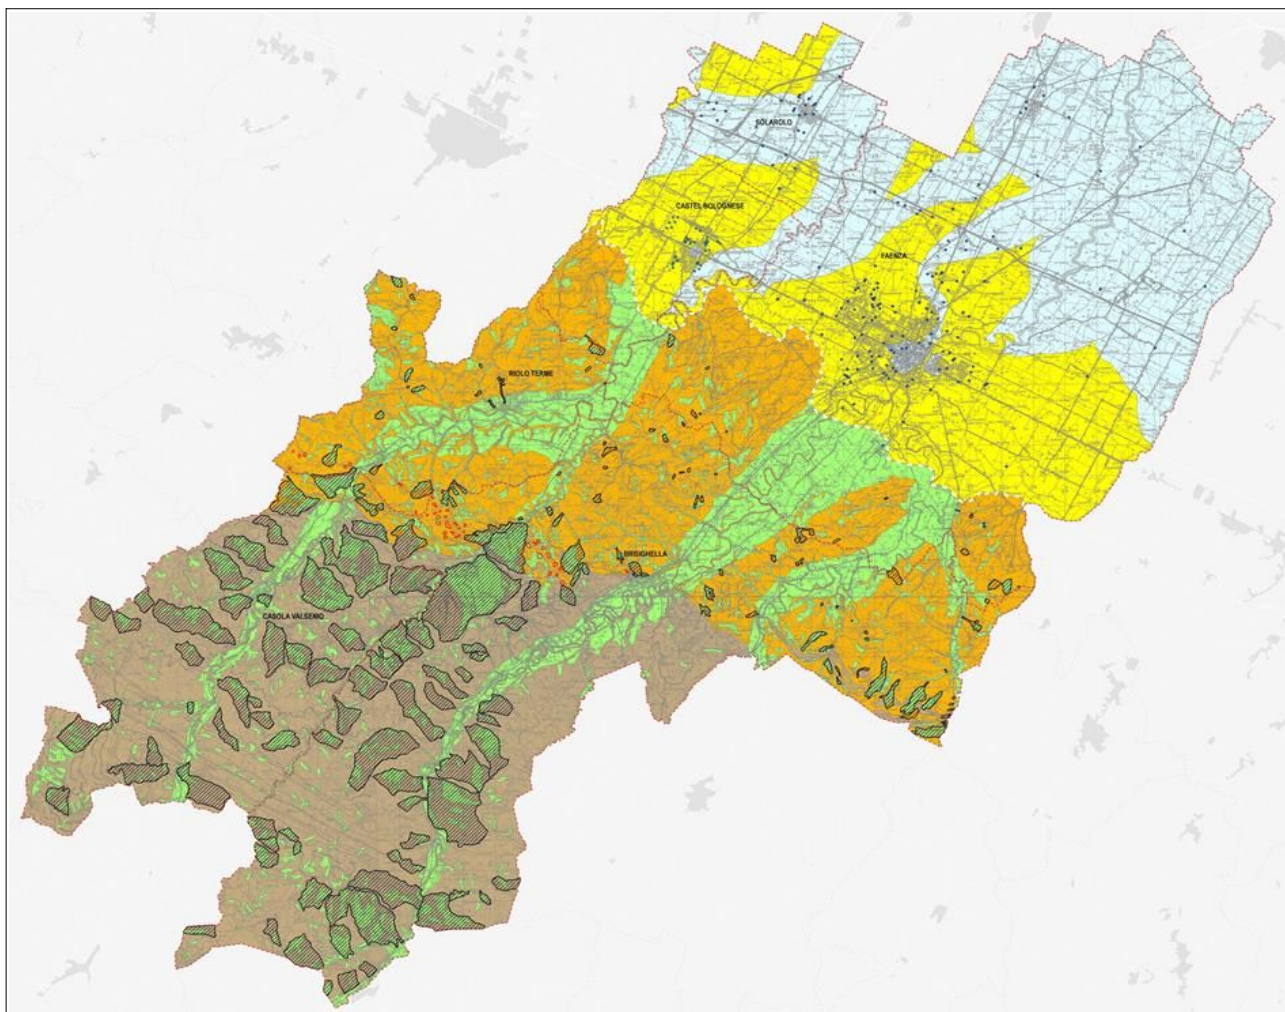 SOLAROLO
CASTEL BOLOGNESE
FAENZA
RIOLO TERME
BRISIGHELLA
CASOLA VALSENIO